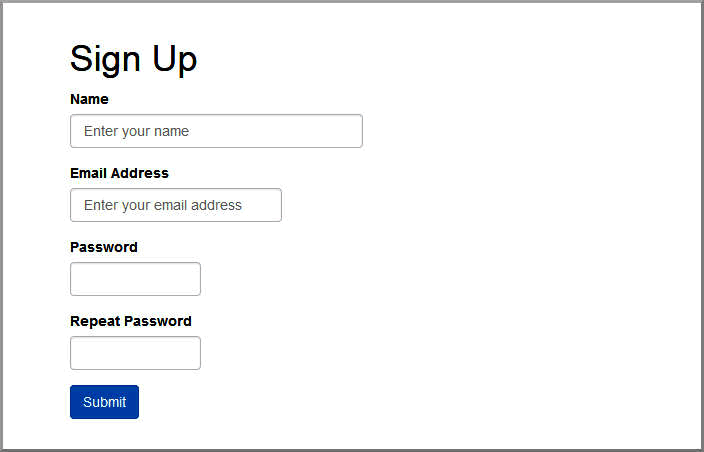 Sign Up
Name
Enter your name
Email Address
Enter your email address
Password
Repeat Password
Submit